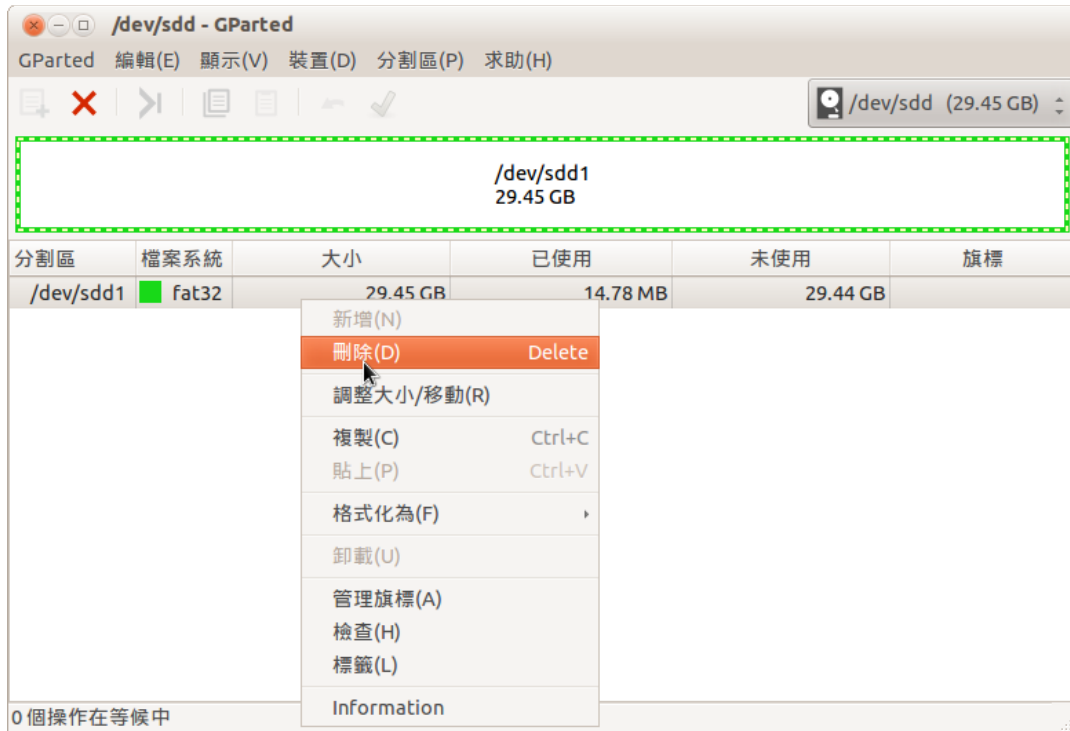 /dev/sdd - GParted
GParted 編輯(E) 顯示(V) 裝置(D) 分割區(P) 求助(H)
/dev/sdd (29.45 GB)
/dev/sdd1
29.45 GB
分割區 檔案系統 大小 已使用 未使用 旗標
/dev/sdd1 fat32 29.45 GB 14.78 MB 29.44 GB
新增(N)
刪除(D) Delete
調整大小/移動(R)
複製(C) Ctrl+C
貼上(P) Ctrl+V
格式化為(F)
卸載(U)
管理旗標(A)
檢查(H)
標籤(L)
Information
0 個操作在等候中